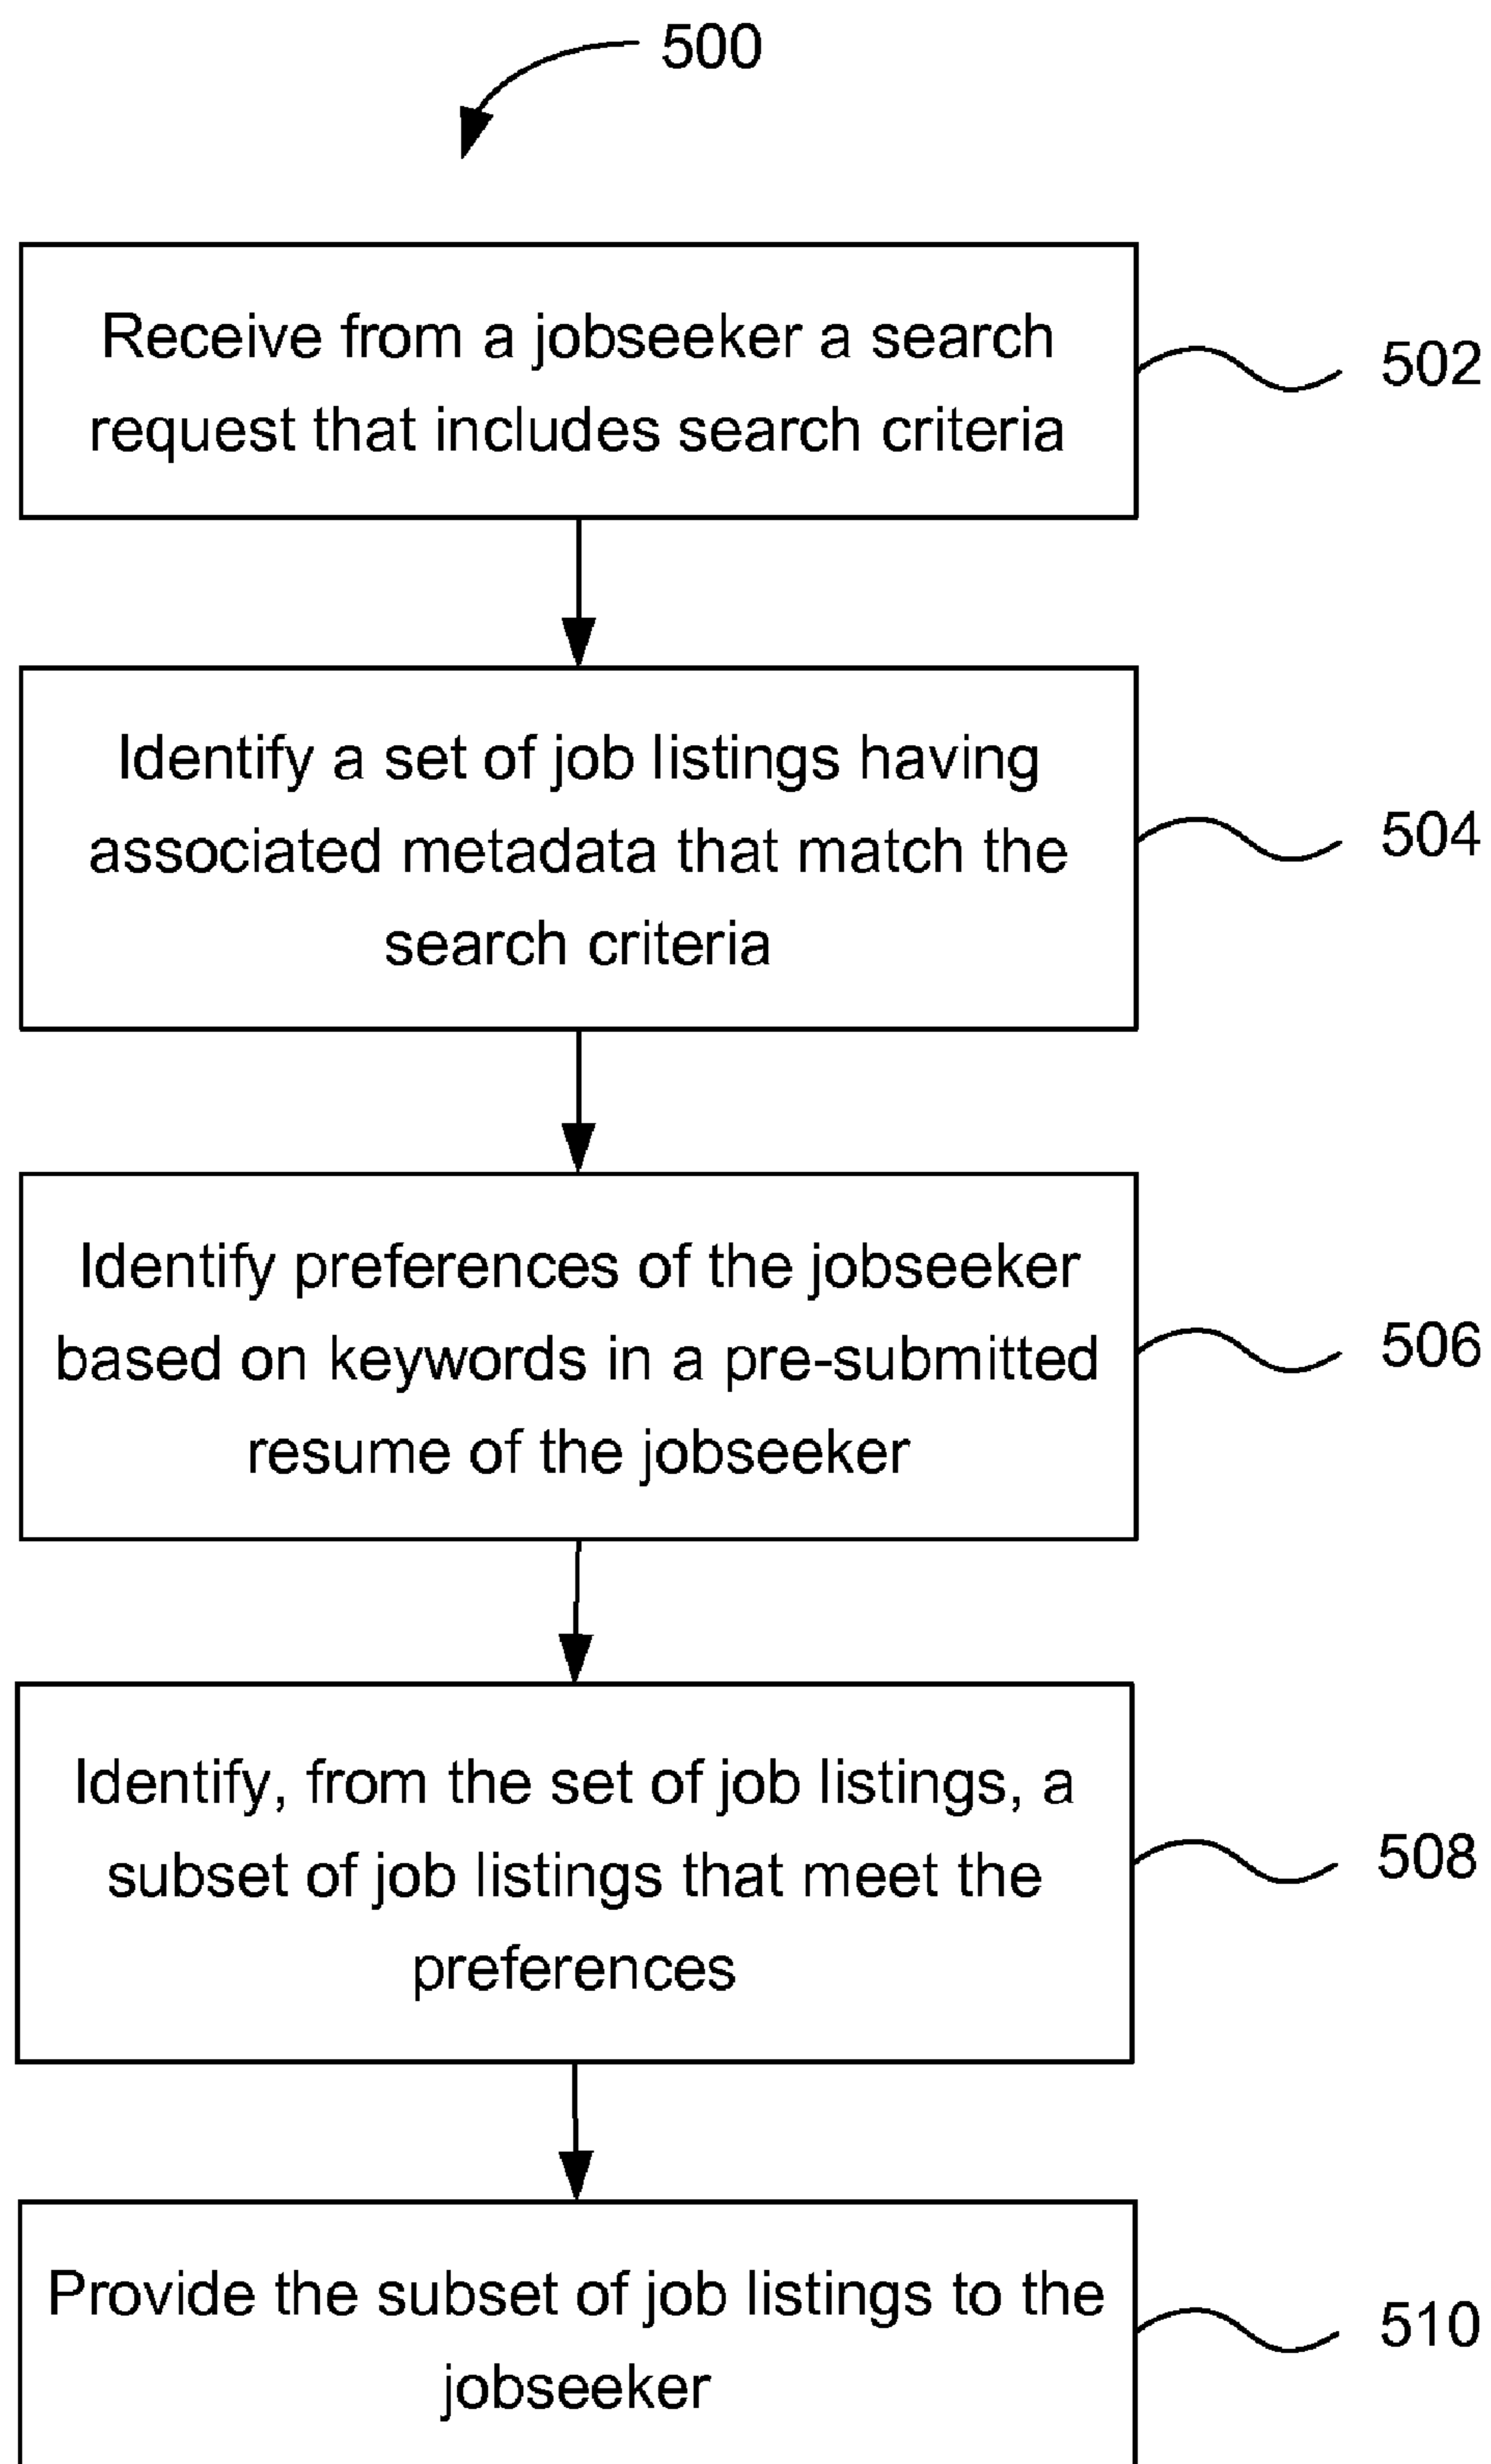 500
Receive from a jobseeker a search
request that includes search criteria
502
Identify a set of job listings having
associated metadata that match the
search criteria
504
Identify preferences of the jobseeker
based on keywords in a pre-submitted
resume of the jobseeker
506
Identify, from the set of job listings, a
subset of job listings that meet the
preferences
508
Provide the subset of job listings to the
jobseeker
510